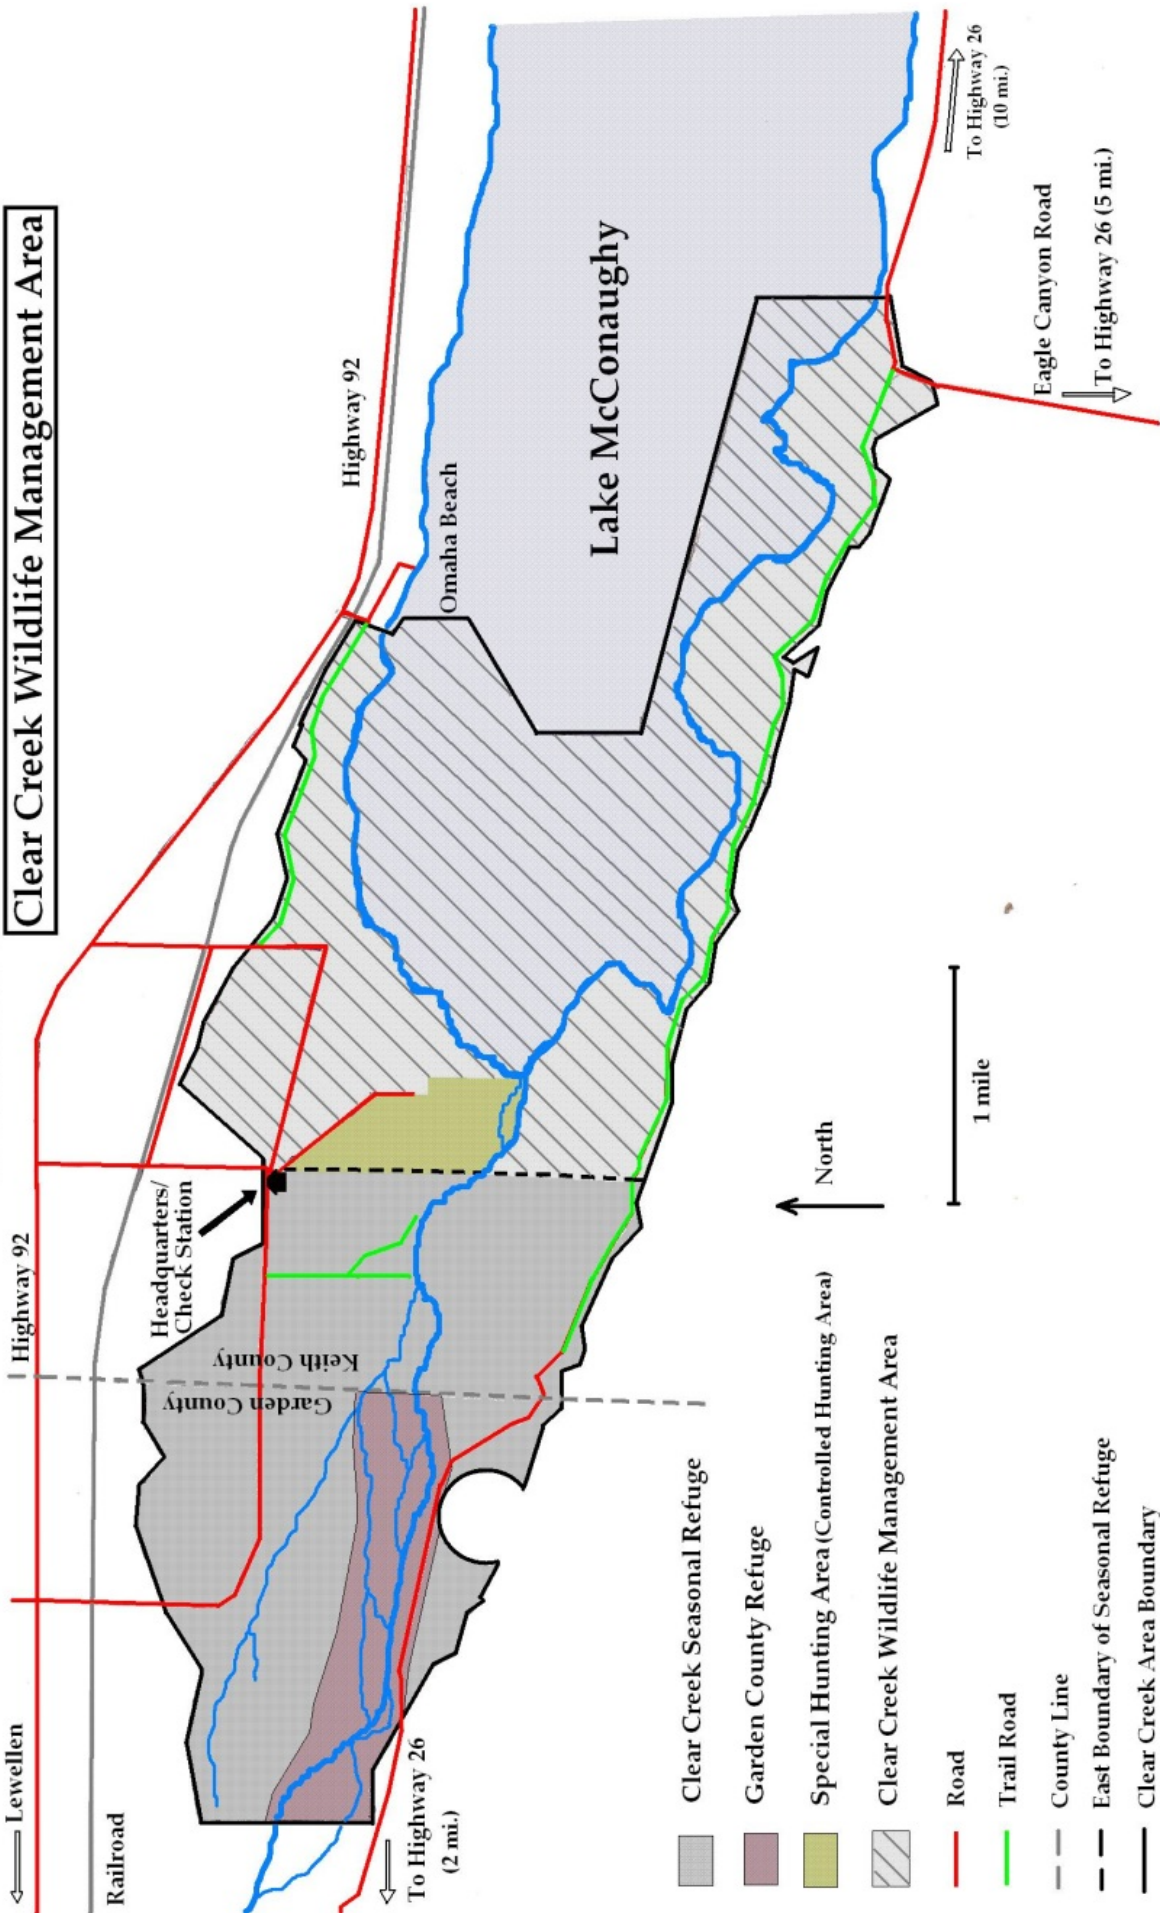 Clear Creek Wildlife Management Area
Lewellen
Highway 92
Highway 92
Railroad
Headquarters/
Check Station
Omaha Beach
Keith County
Garden County
Lake McConaughy
To Highway 26
(2 mi.)
To Highway 26
(10 mi.)
Eagle Canyon Road
To Highway 26 (5 mi.)
North
1 mile
Clear Creek Seasonal Refuge
Garden County Refuge
Special Hunting Area (Controlled Hunting Area)
Clear Creek Wildlife Management Area
Road
Trail Road
County Line
East Boundary of Seasonal Refuge
Clear Creek Area Boundary